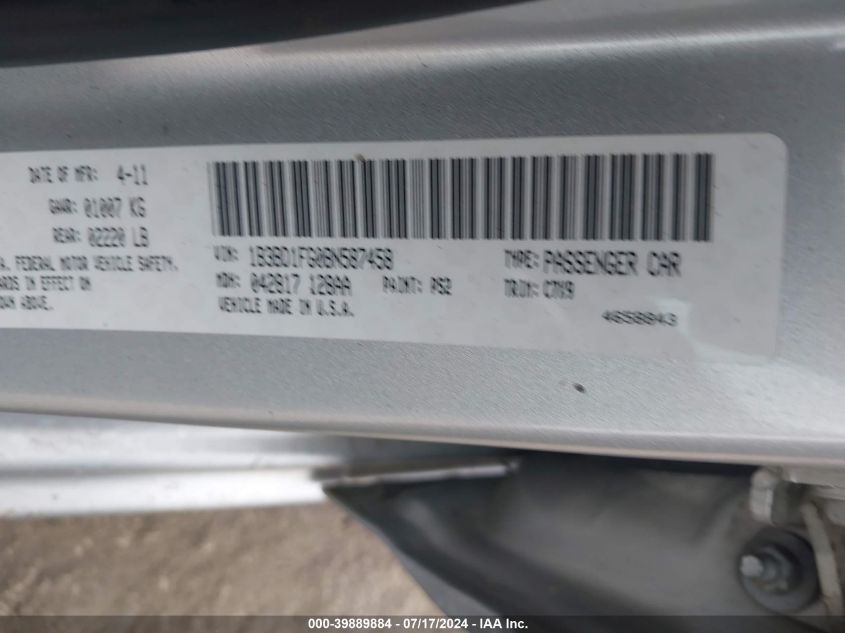 DATE OF MFR: 4-11
GAWR: 01007 KG
REAR: 02220 LB
A. FEDERAL MOTOR VEHICLE SAFETY.
ARDS IN EFFECT ON
OWN ABOVE.
VIN: 1B3BD1FG0BN587458 TYPE: PASSENGER CAR
MDH: 042817 128AA PAINT: PS2 TRIM: C7X9
VEHICLE MADE IN U.S.A. 4658843
000-39889884 - 07/17/2024 - IAA Inc.